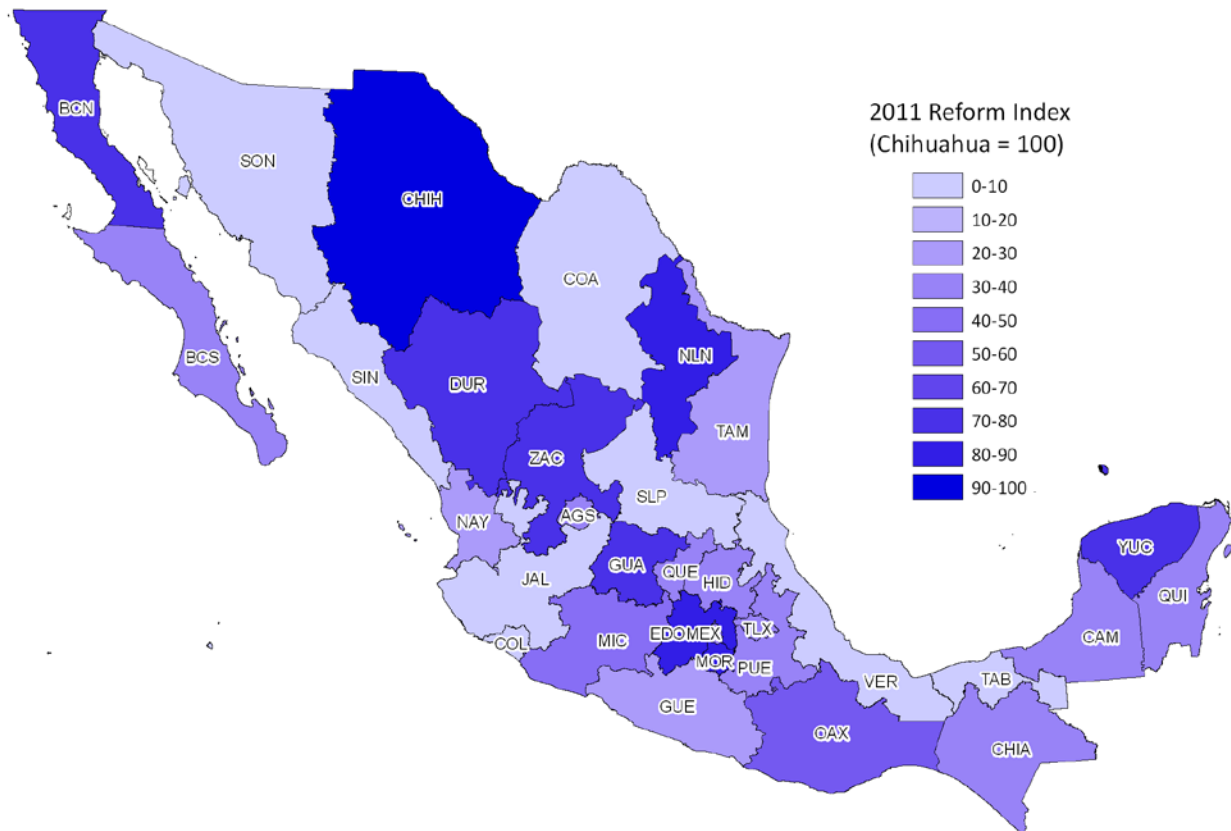 BCN
SON
CHIH
2011 Reform Index
(Chihuahua = 100)
0-10
10-20
20-30
30-40
40-50
50-60
60-70
70-80
80-90
90-100
COA
BCS
NLN
SIN
DUR
TAM
ZAC
SLP
NAY
AGS
YUC
GUA
QUE
HID
JAL
QUI
COL
MIC
EDOMEX
TLX
CAM
MOR
PUE
VER
TAB
GUE
OAX
CHIA